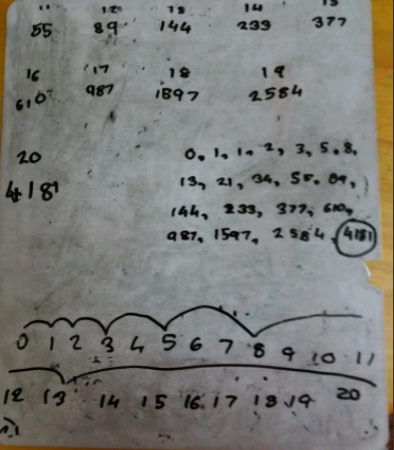 11 12 13 14 15
55 89 144 233 377
16 17 18 19
610 987 1597 2584
20
4181
0, 1, 1, 2, 3, 5, 8,
13, 21, 34, 55, 89,
144, 233, 377, 610,
987, 1597, 2584, 4181
0 1 2 3 4 5 6 7 8 9 10 11
12 13 14 15 16 17 18 19 20